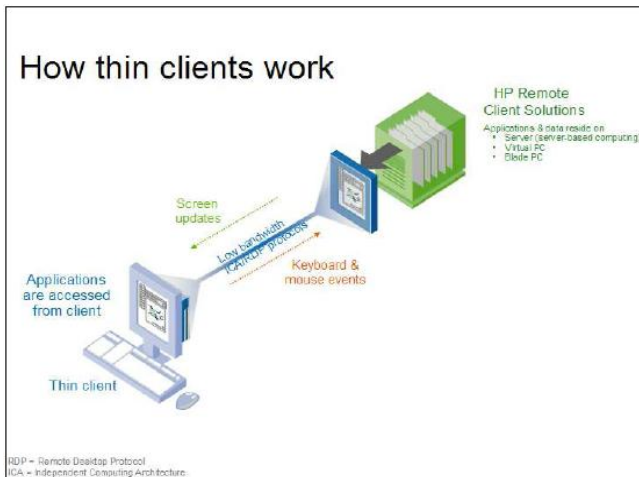 How thin clients work
HP Remote
Client Solutions
Applications & data reside on
• Server (server-based computing)
• Virtual PC
• Blade PC
Screen
updates
Low bandwidth
ICA/RDP protocols
Keyboard &
mouse events
Applications
are accessed
from client
Thin client
RDP = Remote Desktop Protocol
ICA = Independent Computing Architecture